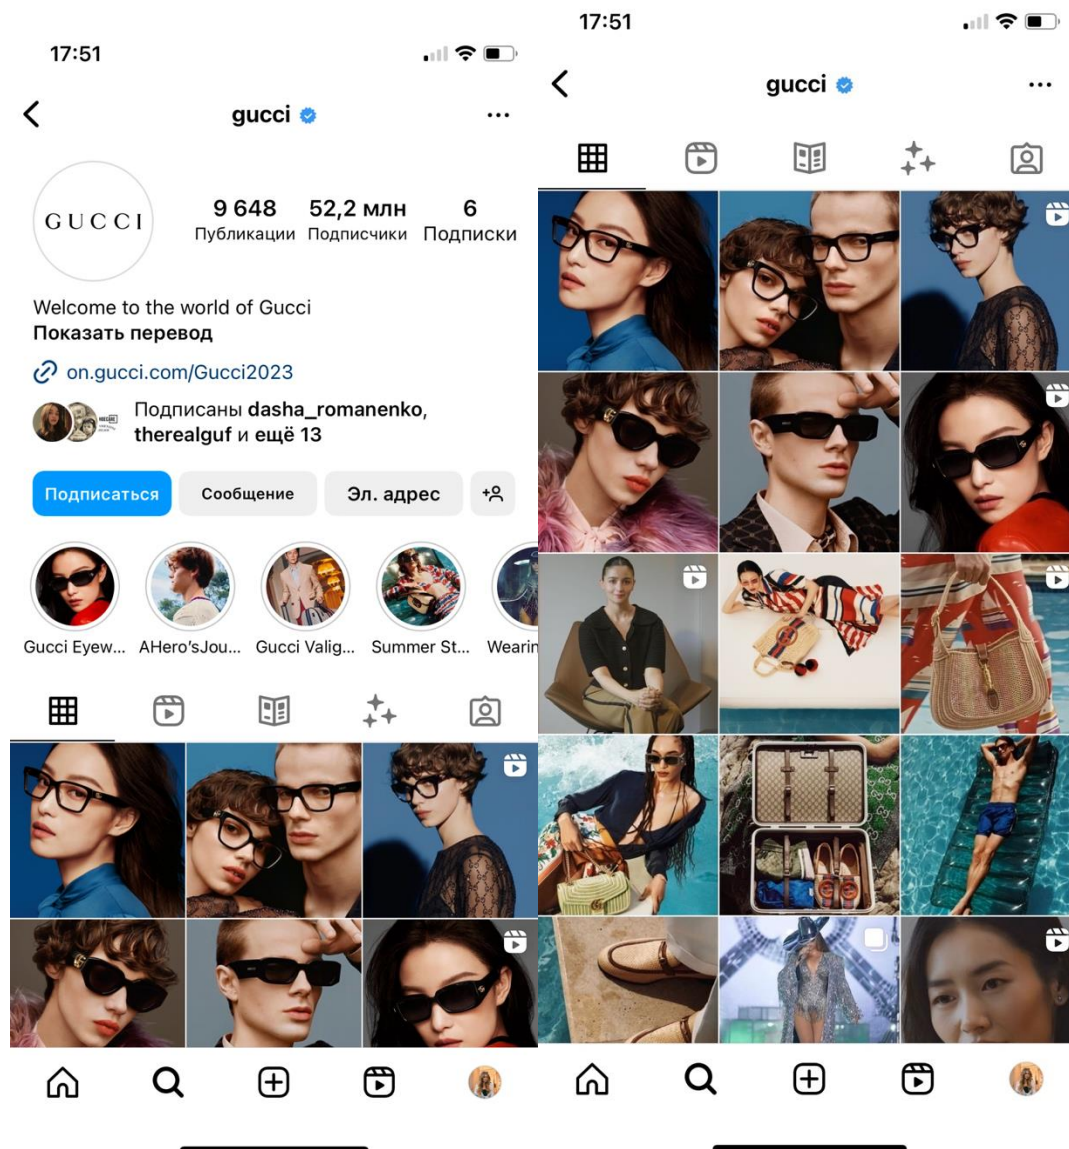 17:51
gucci
GUCCI
9 648 52,2 млн 6
Публикации Подписчики Подписки
Welcome to the world of Gucci
Показать перевод
on.gucci.com/Gucci2023
Подписаны dasha_romanenko,
therealguf и ещё 13
Подписаться Сообщение Эл. адрес
Gucci Eyew... AHero'sJou... Gucci Valig... Summer St... Wearin
17:51
gucci